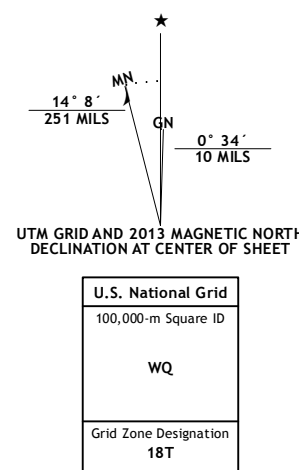 ★
MN
14° 8´
251 MILS
GN
0° 34´
10 MILS
UTM GRID AND 2013 MAGNETIC NORTH
DECLINATION AT CENTER OF SHEET
U.S. National Grid
100,000-m Square ID
WQ
Grid Zone Designation
18T